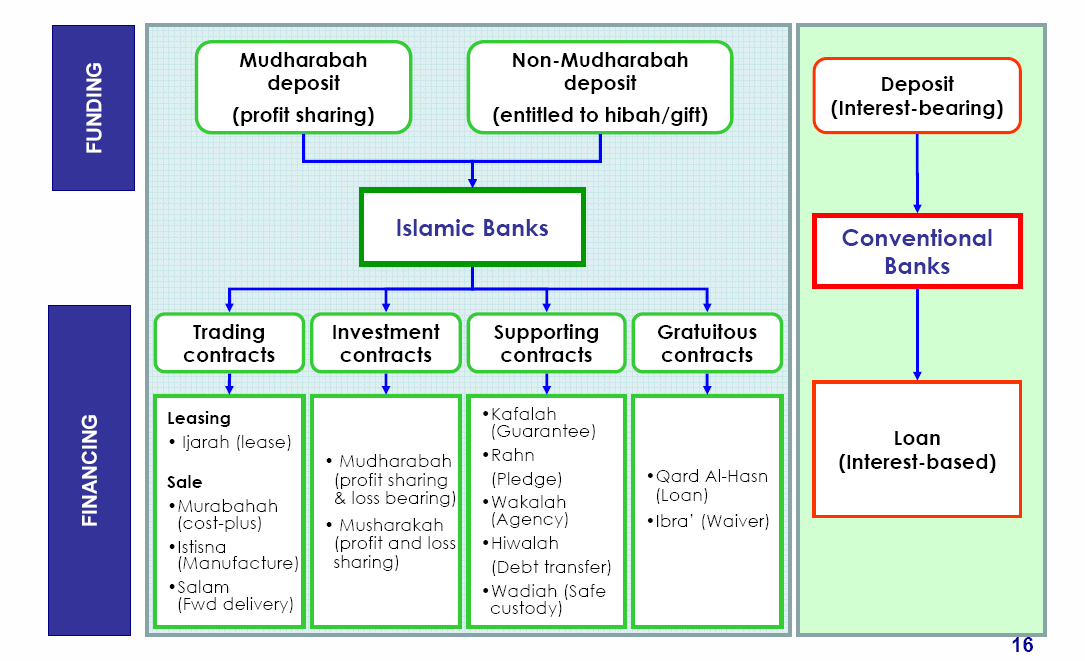 FUNDING
Mudharabah
deposit
(profit sharing)
Non-Mudharabah
deposit
(entitled to hibah/gift)
Deposit
(Interest-bearing)
Islamic Banks
Conventional
Banks
FINANCING
Trading
contracts
Investment
contracts
Supporting
contracts
Gratuitous
contracts
Leasing
• Ijarah (lease)
Sale
•Murabahah
(cost-plus)
•Istisna
(Manufacture)
•Salam
(Fwd delivery)
• Mudharabah
(profit sharing
& loss bearing)
• Musharakah
(profit and loss
sharing)
•Kafalah
(Guarantee)
•Rahn
(Pledge)
•Wakalah
(Agency)
•Hiwalah
(Debt transfer)
•Wadiah (Safe
custody)
•Qard Al-Hasn
(Loan)
•Ibra’ (Waiver)
Loan
(Interest-based)
16